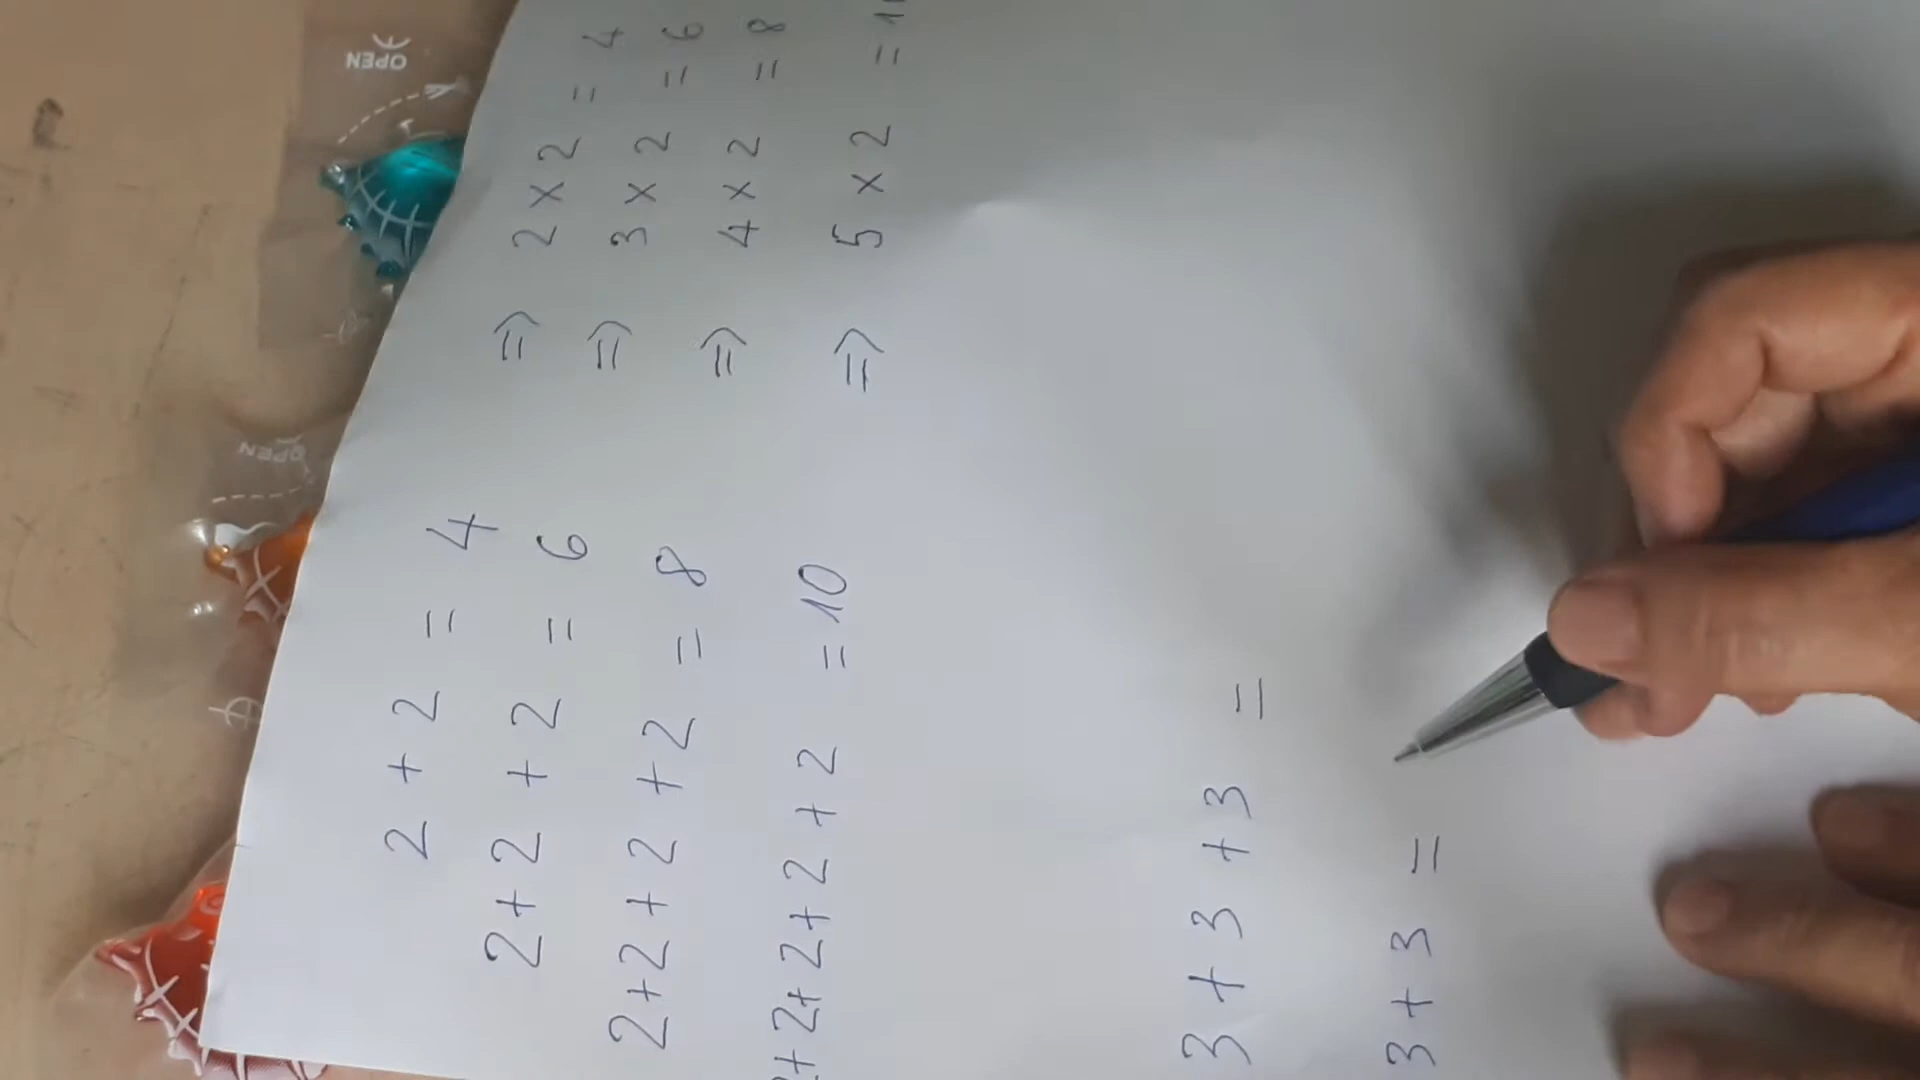 2 + 2 = 4 => 2 x 2 = 4
2 + 2 + 2 = 6 => 3 x 2 = 6
2 + 2 + 2 + 2 = 8 => 4 x 2 = 8
+ 2 + 2 + 2 + 2 = 10 => 5 x 2 =
3 + 3 + 3 =
3 + 3 =
OPEN
OPEN